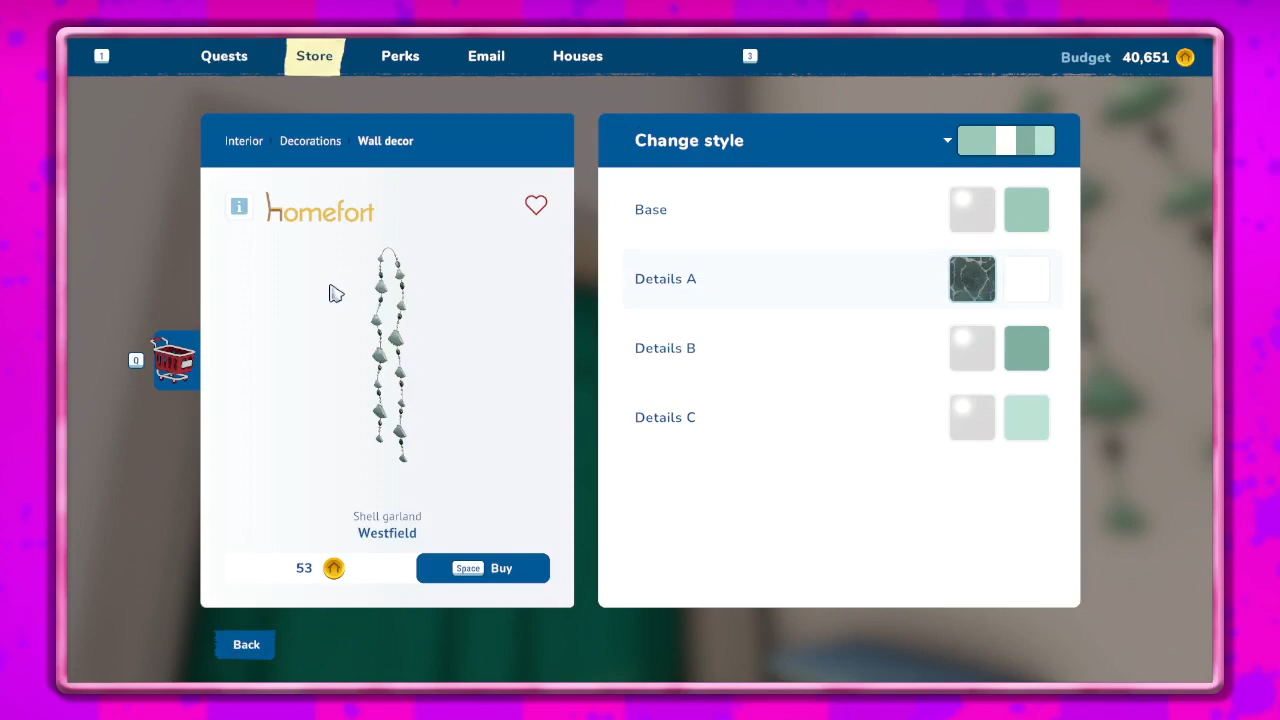 1 Quests Store Perks Email Houses 3 Budget 40,651
Interior Decorations Wall decor
Change style
i homefort
Base
Details A
Details B
Details C
Q
Shell garland
Westfield
53 Space Buy
Back